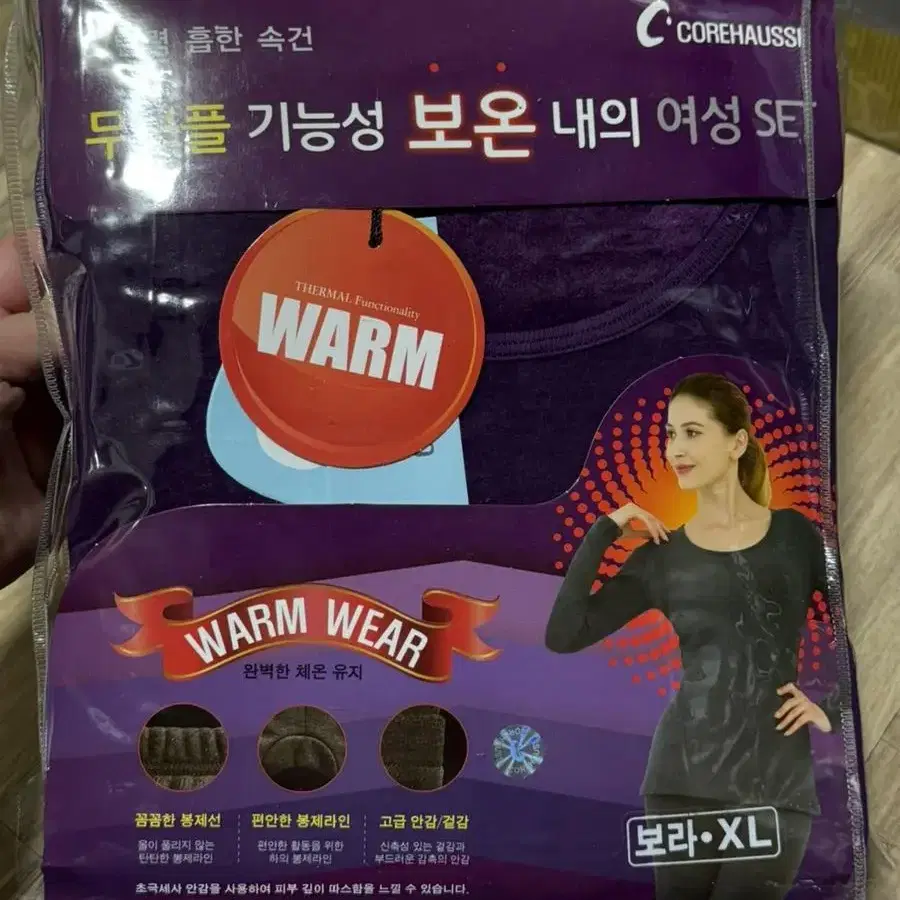 흡한 속건
COREHAUSS
기능성 보온 내의 여성 SET
THERMAL Functionality
WARM
WARM WEAR
완벽한 체온 유지
꼼꼼한 봉제선
올이 풀리지 않는
탄탄한 봉제라인
편안한 봉제라인
편안한 활동을 위한
하의 봉제라인
고급 안감/겉감
신축성 있는 겉감과
부드러운 감촉의 안감
보라·XL
초극세사 안감을 사용하여 피부 깊이 따스함을 느낄 수 있습니다.